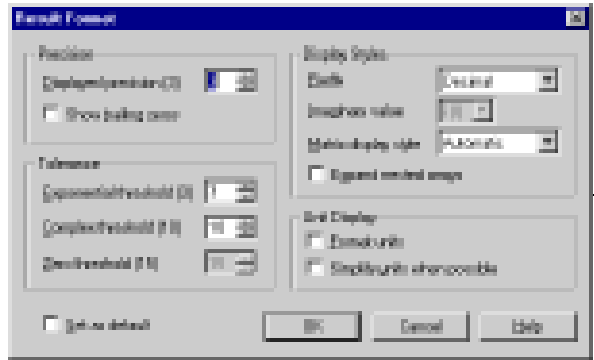 Result Format
Precision
Displayed precision (3)
Show trailing zeros
Tolerance
Exponential threshold (3)
Complex threshold (10)
Zero threshold (15)
Set as default
Display Styles
Radix
Decimal
Imaginary value
Matrix display style
Automatic
Expand nested arrays
Unit Display
Format units
Simplify units when possible
OK
Cancel
Help